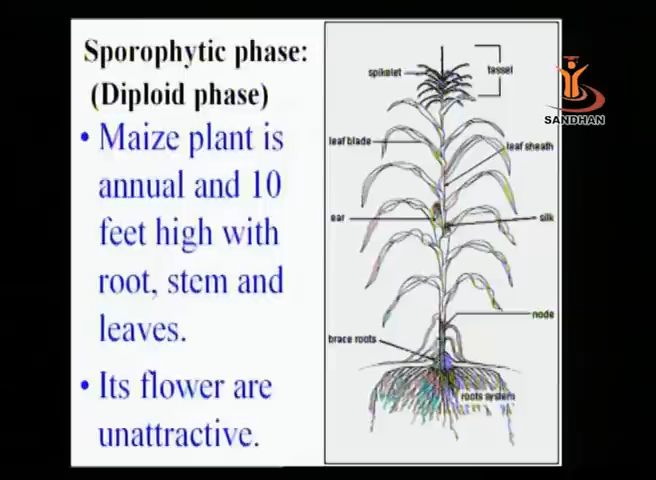 Sporophytic phase:
(Diploid phase)
• Maize plant is
annual and 10
feet high with
root, stem and
leaves.
• Its flower are
unattractive.
spikelet
tassel
SANDHAN
leaf blade
leaf sheath
ear
silk
node
brace roots
roots system